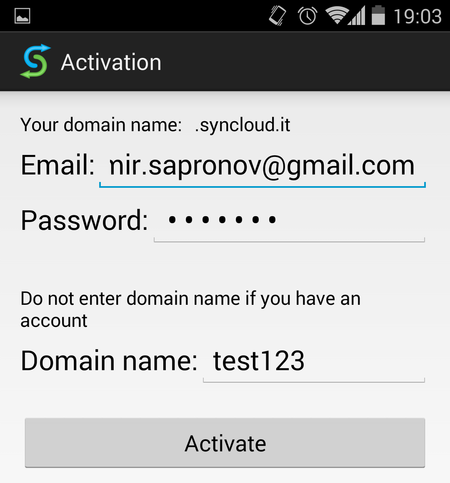 19:03
Activation
Your domain name: .syncloud.it
Email: nir.sapronov@gmail.com
Password: •••••••
Do not enter domain name if you have an
account
Domain name: test123
Activate